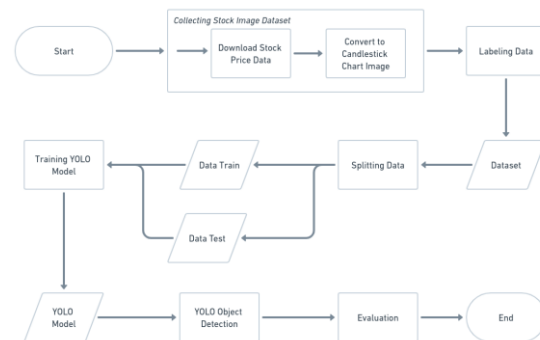 Collecting Stock Image Dataset
Start
Download Stock
Price Data
Convert to
Candlestick
Chart Image
Labeling Data
Training YOLO
Model
Data Train
Splitting Data
Dataset
Data Test
YOLO
Model
YOLO Object
Detection
Evaluation
End